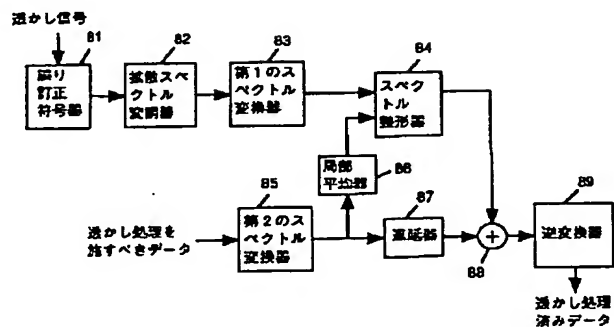 透かし信号
81
誤り
訂正
符号器
82
拡散スペ
クトル
変調器
83
第1のス
ペクトル
変換器
84
スペク
トル
整形器
局部
平均器
86
85
第2のス
ペクトル
変換器
87
遅延器
89
逆変換器
88
透かし処理を
施すべきデータ
透かし処理
済みデータ